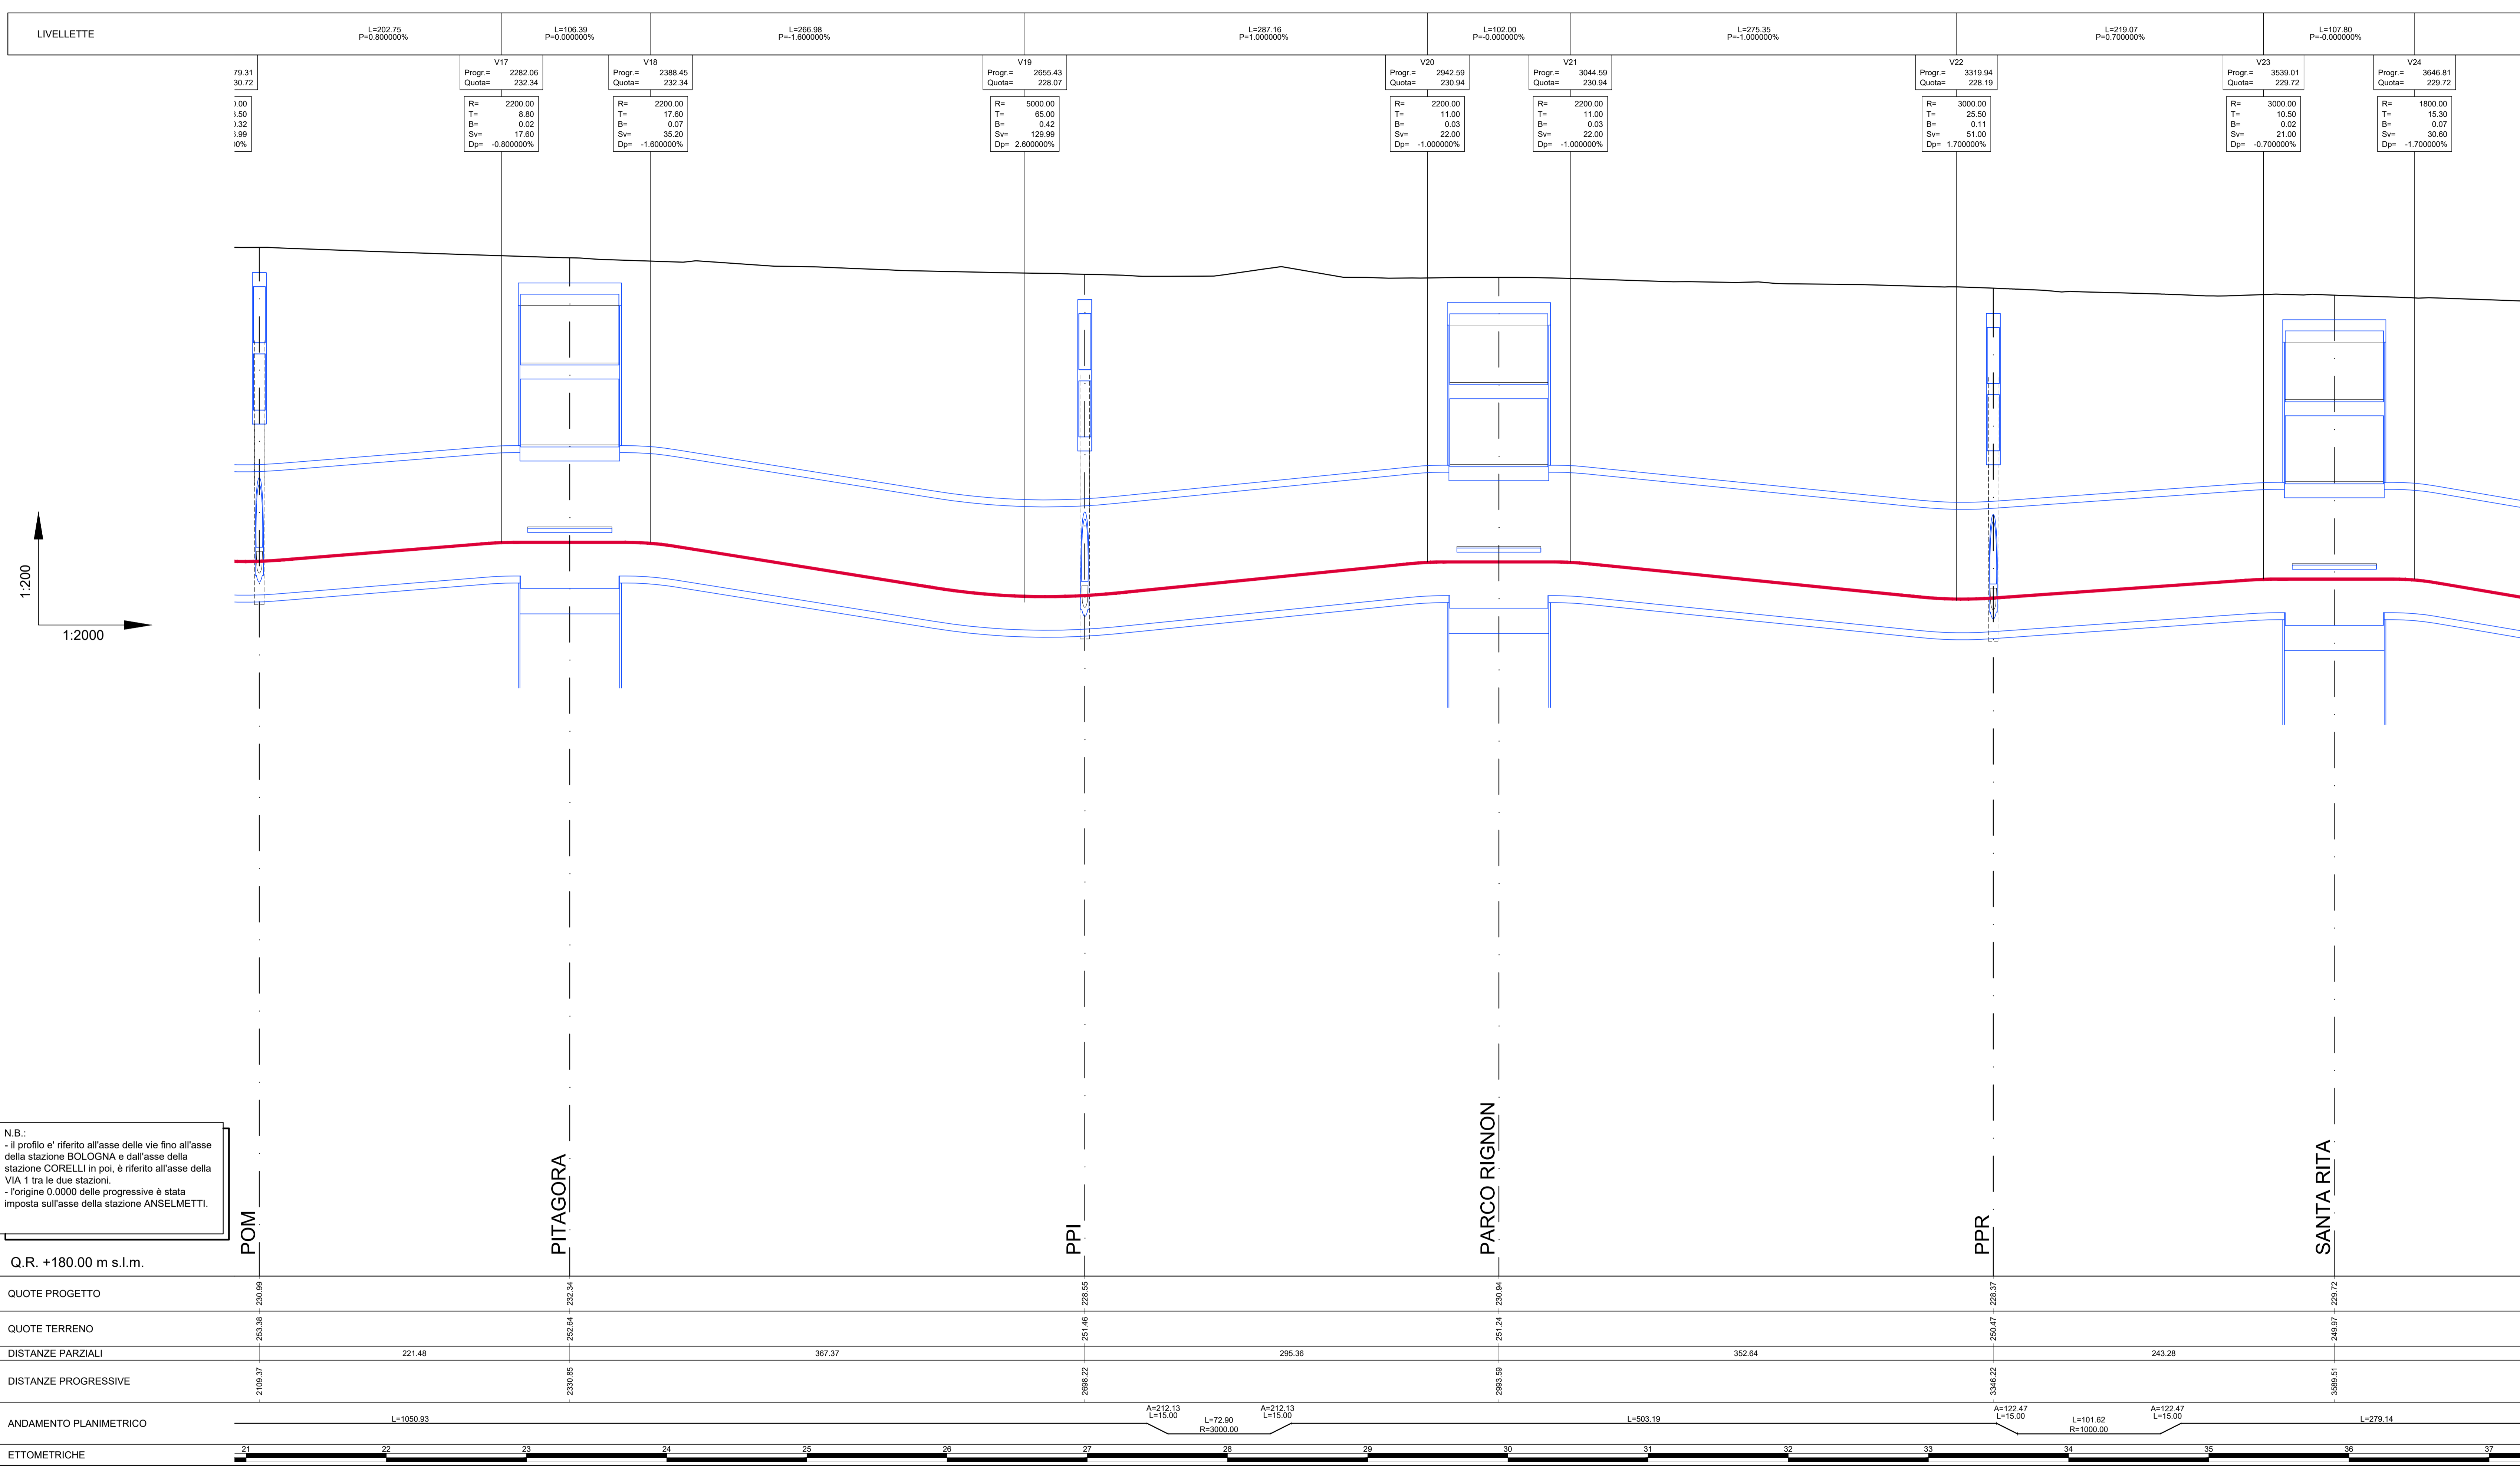 LIVELLETTE
L=202.75
P=0.800000%
L=106.39
P=0.000000%
L=266.98
P=-1.600000%
L=287.16
P=1.000000%
L=102.00
P=-0.000000%
L=275.35
P=-1.000000%
L=219.07
P=0.700000%
L=107.80
P=-0.000000%
79.31
30.72
V17
Progr.= 2282.06
Quota= 232.34
R= 2200.00
T= 8.80
B= 0.02
Sv= 17.60
Dp= -0.800000%
V18
Progr.= 2388.45
Quota= 232.34
R= 2200.00
T= 17.60
B= 0.07
Sv= 35.20
Dp= -1.600000%
V19
Progr.= 2655.43
Quota= 228.07
R= 5000.00
T= 65.00
B= 0.42
Sv= 129.99
Dp= 2.600000%
V20
Progr.= 2942.59
Quota= 230.94
R= 2200.00
T= 11.00
B= 0.03
Sv= 22.00
Dp= -1.000000%
V21
Progr.= 3044.59
Quota= 230.94
R= 2200.00
T= 11.00
B= 0.03
Sv= 22.00
Dp= -1.000000%
V22
Progr.= 3319.94
Quota= 228.19
R= 3000.00
T= 25.50
B= 0.11
Sv= 51.00
Dp= 1.700000%
V23
Progr.= 3539.01
Quota= 229.72
R= 3000.00
T= 10.50
B= 0.02
Sv= 21.00
Dp= -0.700000%
V24
Progr.= 3646.81
Quota= 229.72
R= 1800.00
T= 15.30
B= 0.07
Sv= 30.60
Dp= -1.700000%
1:200
1:2000
N.B.:
- il profilo e' riferito all'asse delle vie fino all'asse
della stazione BOLOGNA e dall'asse della
stazione CORELLI in poi, è riferito all'asse della
VIA 1 tra le due stazioni.
- l'origine 0.0000 delle progressive è stata
imposta sull'asse della stazione ANSELMETTI.
POM
PITAGORA
PPI
PARCO RIGNON
PPR
SANTA RITA
Q.R. +180.00 m s.l.m.
QUOTE PROGETTO 230.99 232.34 228.55 230.94 228.37 229.72
QUOTE TERRENO 253.38 252.64 251.46 251.24 250.47 249.97
DISTANZE PARZIALI 221.48 367.37 295.36 352.64 243.28
DISTANZE PROGRESSIVE 2109.37 2330.85 2698.22 2993.59 3346.22 3589.51
ANDAMENTO PLANIMETRICO
L=1050.93
A=212.13
L=15.00
L=72.90
R=3000.00
A=212.13
L=15.00
L=503.19
A=122.47
L=15.00
L=101.62
R=1000.00
A=122.47
L=15.00
L=279.14
ETTOMETRICHE 21 22 23 24 25 26 27 28 29 30 31 32 33 34 35 36 37